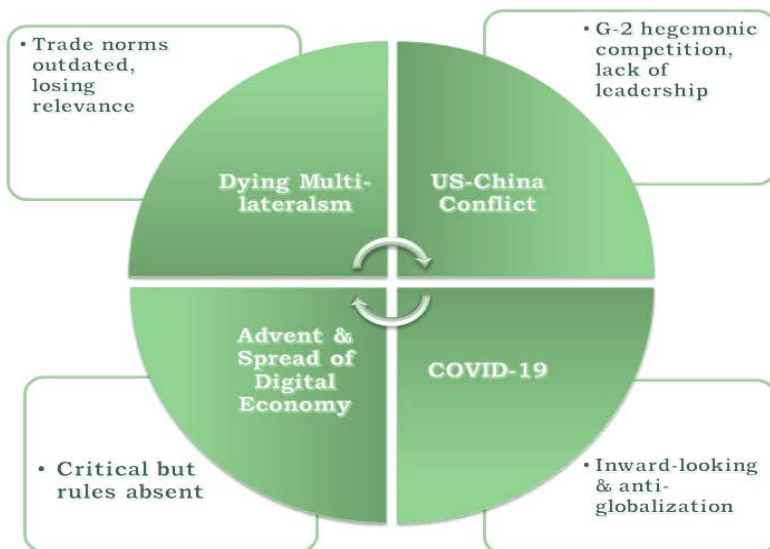 • Trade norms
outdated,
losing
relevance
• G-2 hegemonic
competition,
lack of
leadership
Dying Multi-
lateralsm
US-China
Conflict
Advent &
Spread of
Digital
Economy
COVID-19
• Critical but
rules absent
• Inward-looking
& anti-
globalization